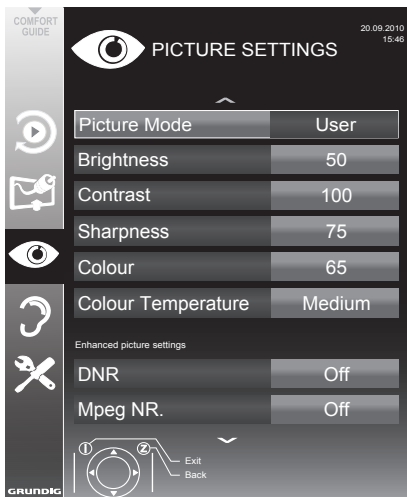 COMFORT
GUIDE
PICTURE SETTINGS
20.09.2010
15:46
Picture Mode User
Brightness 50
Contrast 100
Sharpness 75
Colour 65
Colour Temperature Medium
Enhanced picture settings
DNR Off
Mpeg NR. Off
Z
Exit
Back
GRUNDIG